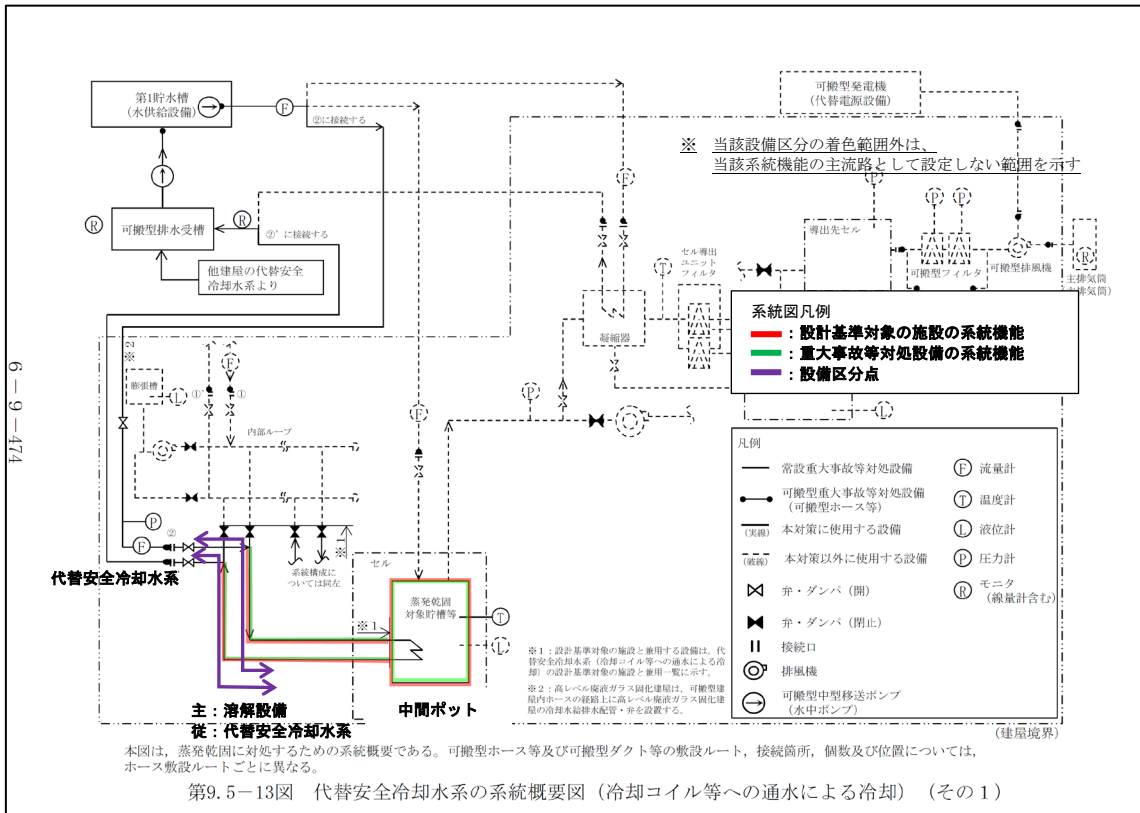 第1貯水槽
(水供給設備)
F
②に接続する
可搬型発電機
(代替電源設備)
※ 当該設備区分の着色範囲外は、
当該系統機能の主流路として設定しない範囲を示す
F
P
P
P
R
可搬型排水受槽
R
②'に接続する
他建屋の代替安全
冷却水系より
導出先セル
可搬型フィルタ
可搬型排風機
R
主排気筒
セル導出
ユニット
フィルタ
T
凝縮器
系統図凡例
:設計基準対象の施設の系統機能
:重大事故等対処設備の系統機能
:設備区分点
※2
膨張槽
L
F
①'
①
内部ループ
P
F
L
6-9-474
P
②
F
代替安全冷却水系
系統構成に
ついては同左
※1
セル
蒸発乾固
対象貯槽等
※1
T
L
主:溶解設備
従:代替安全冷却水系
中間ポット
※1:設計基準対象の施設と兼用する設備は,代
替安全冷却水系(冷却コイル等への通水による冷
却)の設計基準対象の施設と兼用一覧に示す。
※2:高レベル廃液ガラス固化建屋は,可搬型建
屋内ホースの経路上に高レベル廃液ガラス固化建
屋の冷却水給排水配管・弁を設置する。
凡例
常設重大事故等対処設備
可搬型重大事故等対処設備
(可搬型ホース等)
(実線) 本対策に使用する設備
(破線) 本対策以外に使用する設備
弁・ダンパ(開)
弁・ダンパ(閉止)
接続口
排風機
可搬型中型移送ポンプ
(水中ポンプ)
F 流量計
T 温度計
L 液位計
P 圧力計
R モニタ
(線量計含む)
(建屋境界)
本図は,蒸発乾固に対処するための系統概要である。可搬型ホース等及び可搬型ダクト等の敷設ルート,接続箇所,個数及び位置については,
ホース敷設ルートごとに異なる。
第9.5-13図 代替安全冷却水系の系統概要図(冷却コイル等への通水による冷却)(その1)